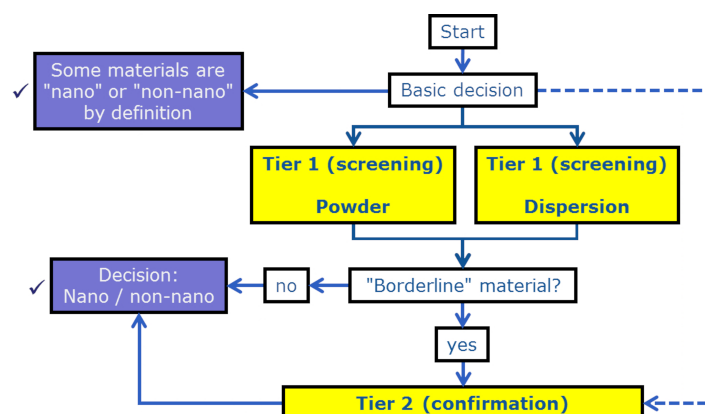 Start
Some materials are
"nano" or "non-nano"
by definition
Basic decision
Tier 1 (screening)
Powder
Tier 1 (screening)
Dispersion
Decision:
Nano / non-nano
no
"Borderline" material?
yes
Tier 2 (confirmation)